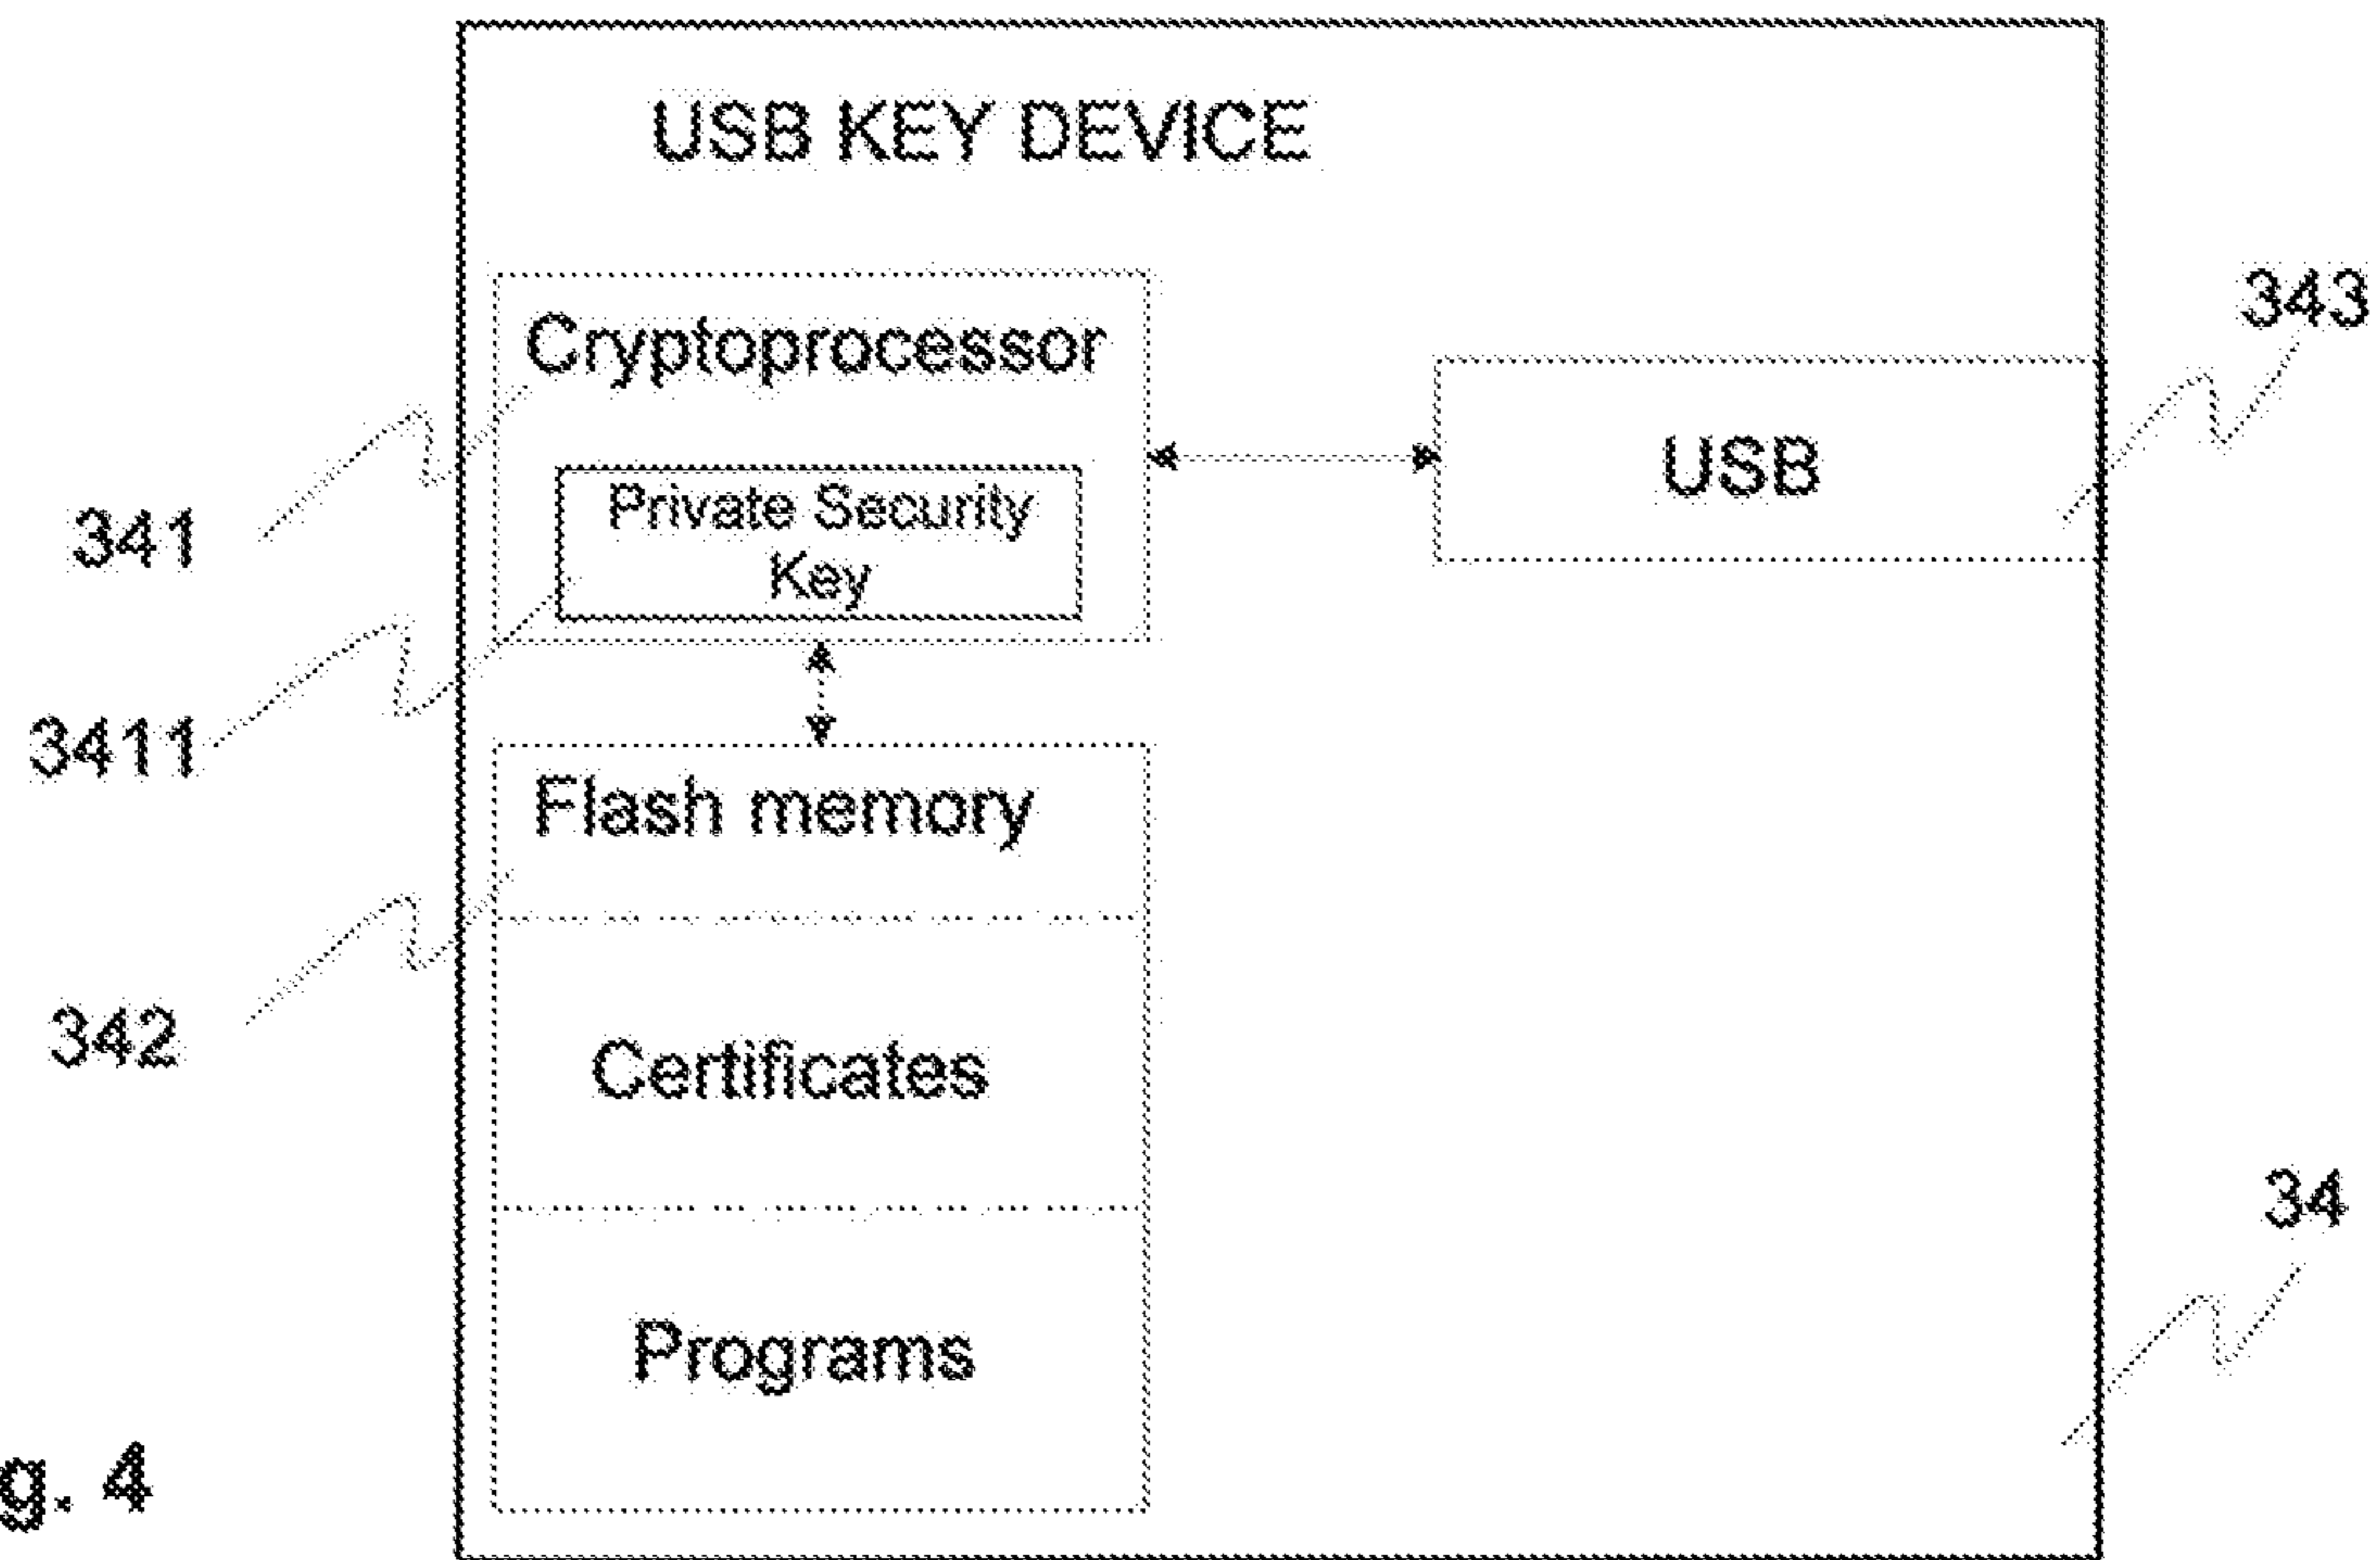 USB KEY DEVICE
343
Cryptoprocessor
USB
341
Private Security
Key
3411
Flash memory
342
Certificates
34
Programs
g. 4